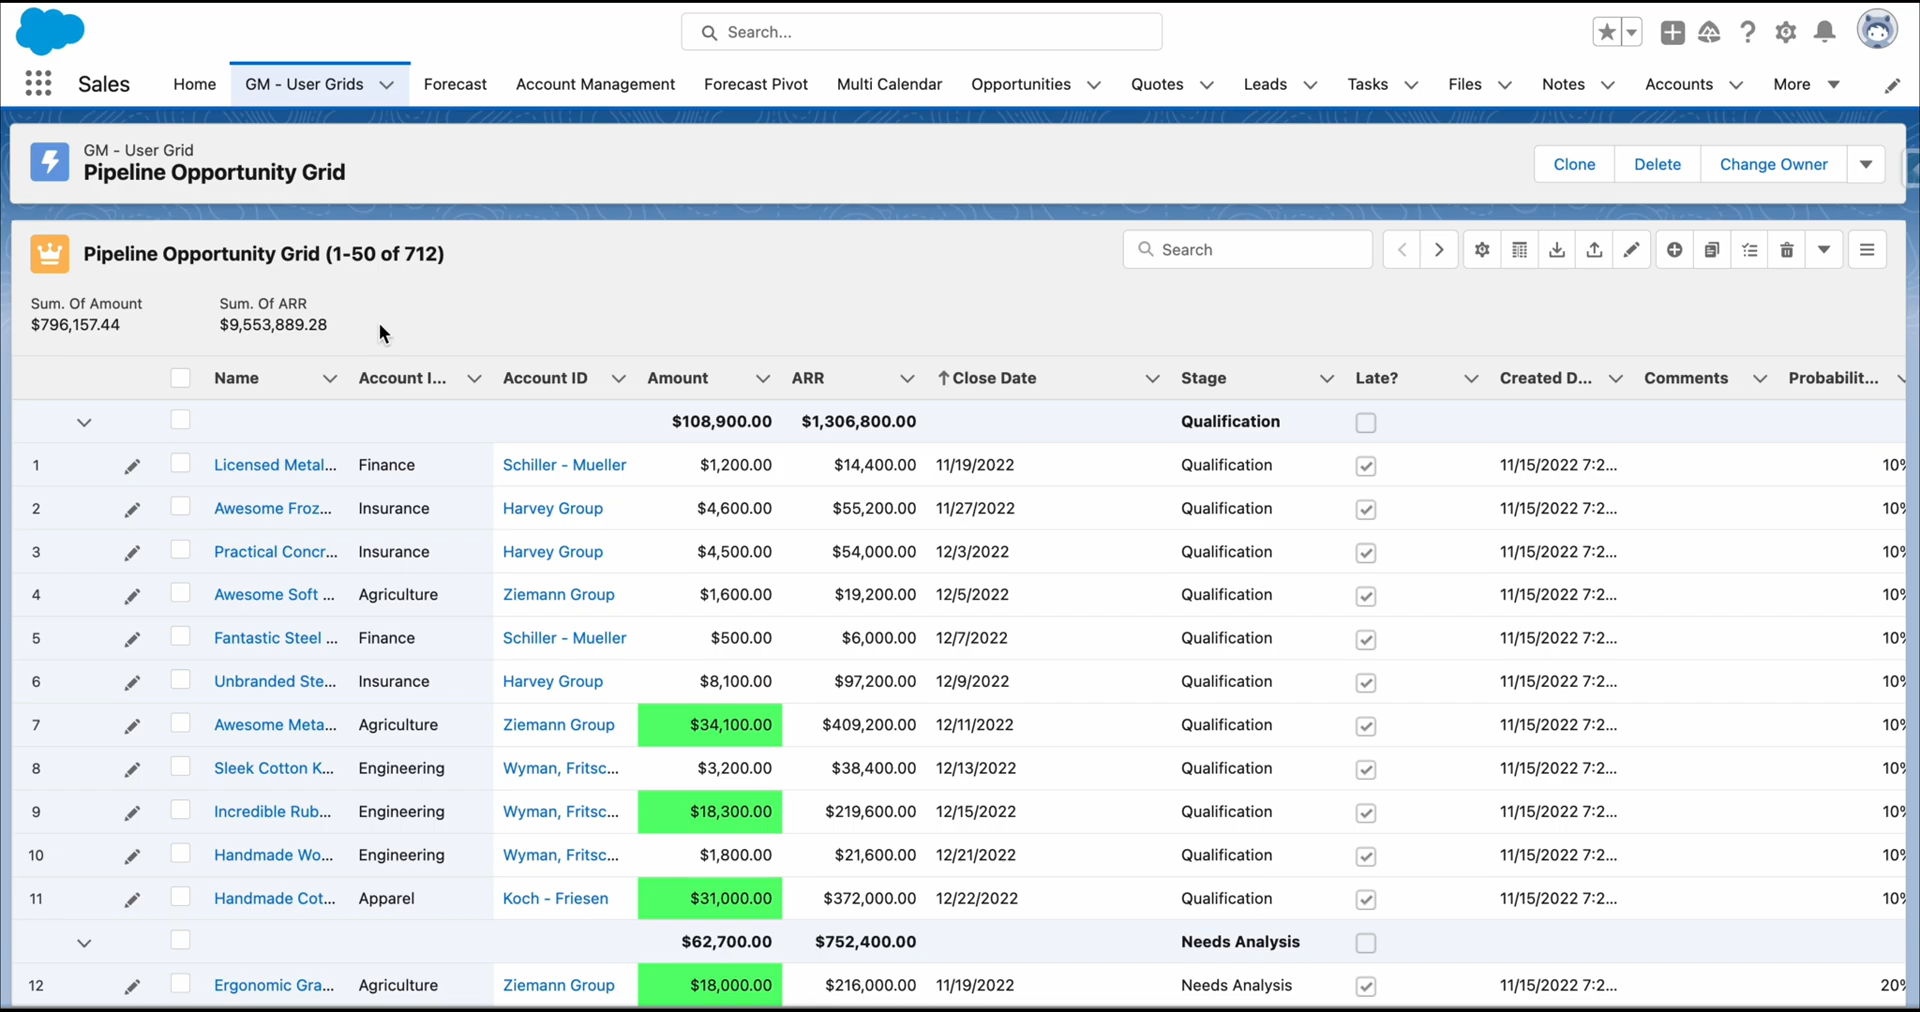 Search...
Sales
Home
GM - User Grids
Forecast
Account Management
Forecast Pivot
Multi Calendar
Opportunities
Quotes
Leads
Tasks
Files
Notes
Accounts
More
GM - User Grid
Pipeline Opportunity Grid
Clone
Delete
Change Owner
Pipeline Opportunity Grid (1-50 of 712)
Search
Sum. Of Amount
$796,157.44
Sum. Of ARR
$9,553,889.28
Name Account I... Account ID Amount ARR Close Date Stage Late? Created D... Comments Probabilit...
$108,900.00 $1,306,800.00 Qualification
1 Licensed Metal... Finance Schiller - Mueller $1,200.00 $14,400.00 11/19/2022 Qualification 11/15/2022 7:2... 10%
2 Awesome Froz... Insurance Harvey Group $4,600.00 $55,200.00 11/27/2022 Qualification 11/15/2022 7:2... 10%
3 Practical Concr... Insurance Harvey Group $4,500.00 $54,000.00 12/3/2022 Qualification 11/15/2022 7:2... 10%
4 Awesome Soft ... Agriculture Ziemann Group $1,600.00 $19,200.00 12/5/2022 Qualification 11/15/2022 7:2... 10%
5 Fantastic Steel ... Finance Schiller - Mueller $500.00 $6,000.00 12/7/2022 Qualification 11/15/2022 7:2... 10%
6 Unbranded Ste... Insurance Harvey Group $8,100.00 $97,200.00 12/9/2022 Qualification 11/15/2022 7:2... 10%
7 Awesome Meta... Agriculture Ziemann Group $34,100.00 $409,200.00 12/11/2022 Qualification 11/15/2022 7:2... 10%
8 Sleek Cotton K... Engineering Wyman, Fritsc... $3,200.00 $38,400.00 12/13/2022 Qualification 11/15/2022 7:2... 10%
9 Incredible Rub... Engineering Wyman, Fritsc... $18,300.00 $219,600.00 12/15/2022 Qualification 11/15/2022 7:2... 10%
10 Handmade Wo... Engineering Wyman, Fritsc... $1,800.00 $21,600.00 12/21/2022 Qualification 11/15/2022 7:2... 10%
11 Handmade Cot... Apparel Koch - Friesen $31,000.00 $372,000.00 12/22/2022 Qualification 11/15/2022 7:2... 10%
$62,700.00 $752,400.00 Needs Analysis
12 Ergonomic Gra... Agriculture Ziemann Group $18,000.00 $216,000.00 11/19/2022 Needs Analysis 11/15/2022 7:2... 20%